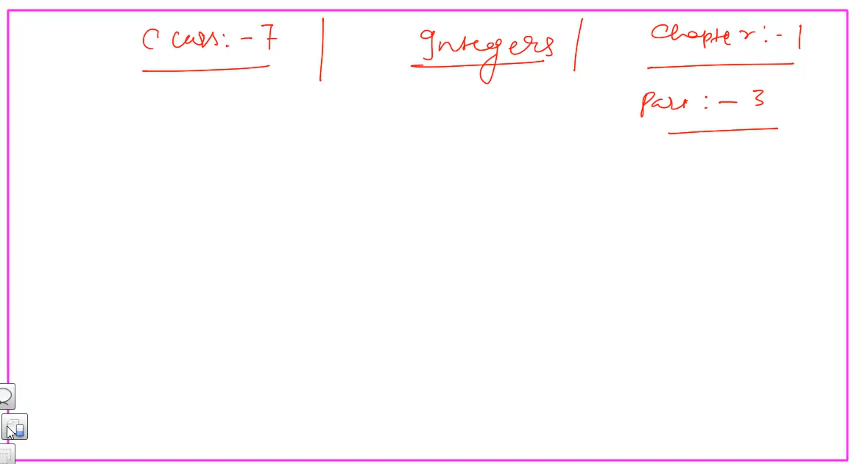 Class:- 7 | Integers | Chapter:- 1
Part:- 3